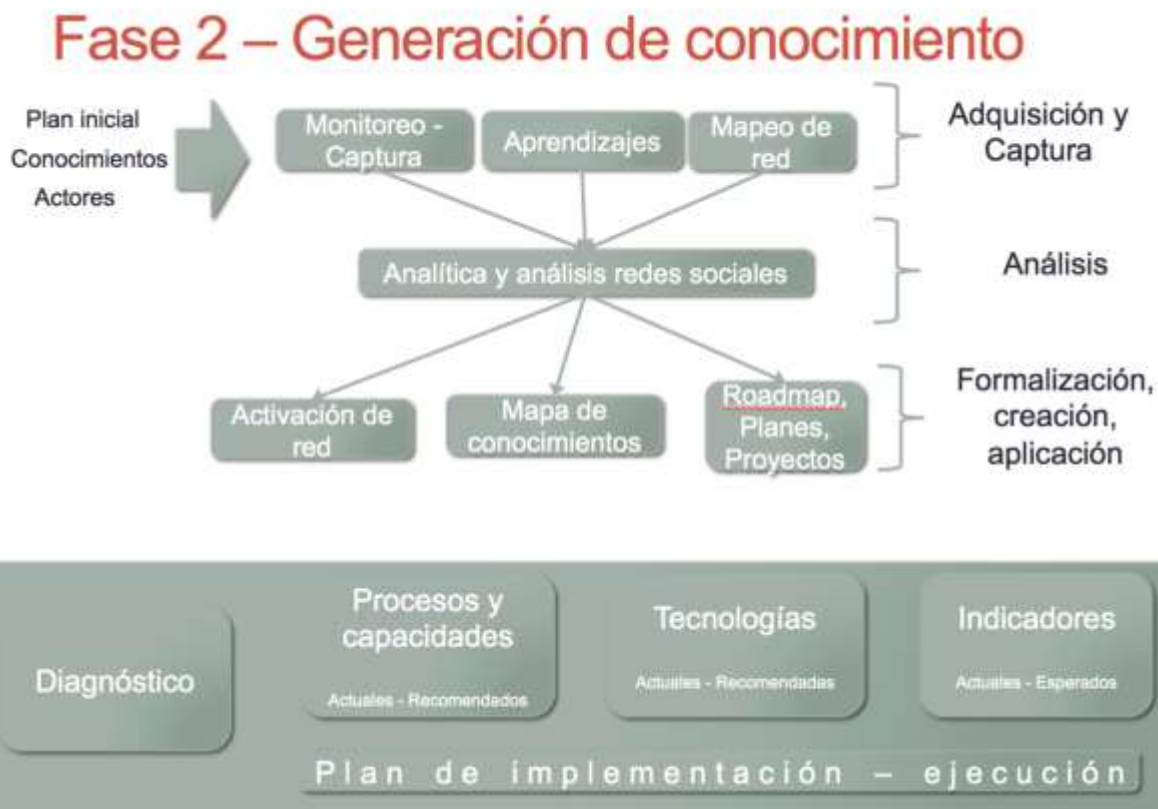 Fase 2 – Generación de conocimiento
Plan inicial
Conocimientos
Actores
Monitoreo -
Captura
Aprendizajes
Mapeo de
red
Adquisición y
Captura
Analítica y análisis redes sociales
Análisis
Activación de
red
Mapa de
conocimientos
Roadmap,
Planes,
Proyectos
Formalización,
creación,
aplicación
Diagnóstico
Procesos y
capacidades
Actuales - Recomendados
Tecnologías
Actuales - Recomendadas
Indicadores
Actuales - Esperados
Plan de implementación – ejecución